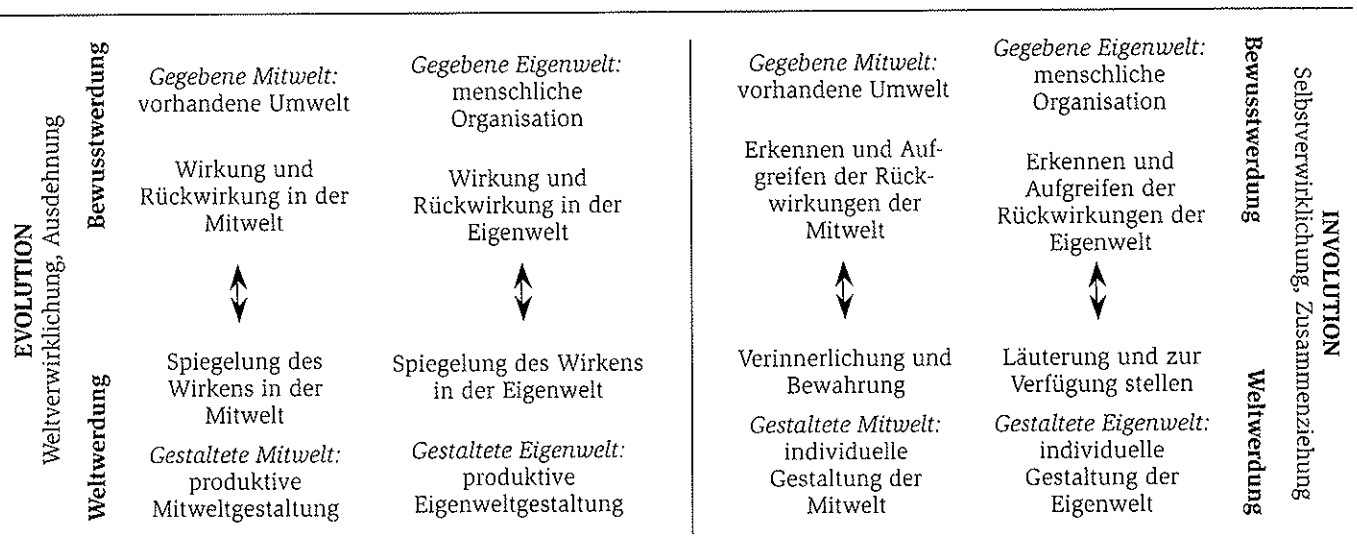 EVOLUTION
Weltverwirklichung, Ausdehnung
Bewusstwerdung
Weltwerdung
Gegebene Mitwelt:
vorhandene Umwelt
Wirkung und
Rückwirkung in der
Mitwelt
Spiegelung des
Wirkens in der
Mitwelt
Gestaltete Mitwelt:
produktive
Mitweltgestaltung
Gegebene Eigenwelt:
menschliche
Organisation
Wirkung und
Rückwirkung in der
Eigenwelt
Spiegelung des Wirkens
in der Eigenwelt
Gestaltete Eigenwelt:
produktive
Eigenweltgestaltung
Gegebene Mitwelt:
vorhandene Umwelt
Erkennen und Auf-
greifen der Rück-
wirkungen der
Mitwelt
Verinnerlichung und
Bewahrung
Gestaltete Mitwelt:
individuelle
Gestaltung der
Mitwelt
Gegebene Eigenwelt:
menschliche
Organisation
Erkennen und
Aufgreifen der
Rückwirkungen der
Eigenwelt
Läuterung und zur
Verfügung stellen
Gestaltete Eigenwelt:
individuelle
Gestaltung der
Eigenwelt
Bewusstwerdung
Weltwerdung
Selbstverwirklichung, Zusammenziehung
INVOLUTION